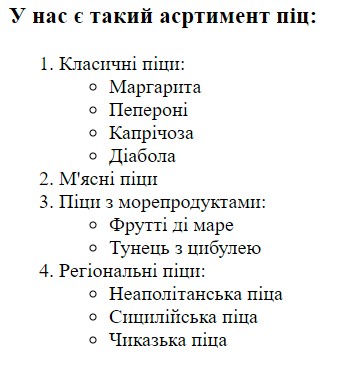 У нас є такий асртимент піц:
1. Класичні піци:
Маргарита
Пепероні
Капрічоза
Діабола
2. М'ясні піци
3. Піци з морепродуктами:
Фрутті ді маре
Тунець з цибулею
4. Регіональні піци:
Неаполітанська піца
Сицилійська піца
Чиказька піца